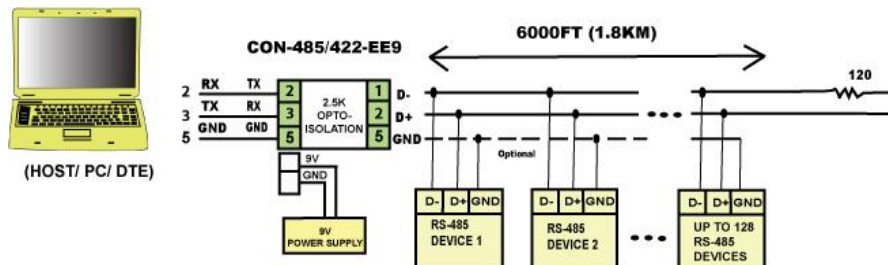 6000FT (1.8KM)
CON-485/422-EE9
120
2 RX TX 2 2.5K OPTO-ISOLATION 1 D-
3 TX RX 3 2 D+
5 GND GND 5 5 GND
Optional
(HOST/ PC/ DTE)
9V
GND
9V
POWER SUPPLY
D- D+ GND
RS-485
DEVICE 1
D- D+ GND
RS-485
DEVICE 2
D- D+ GND
UP TO 128
RS-485
DEVICES